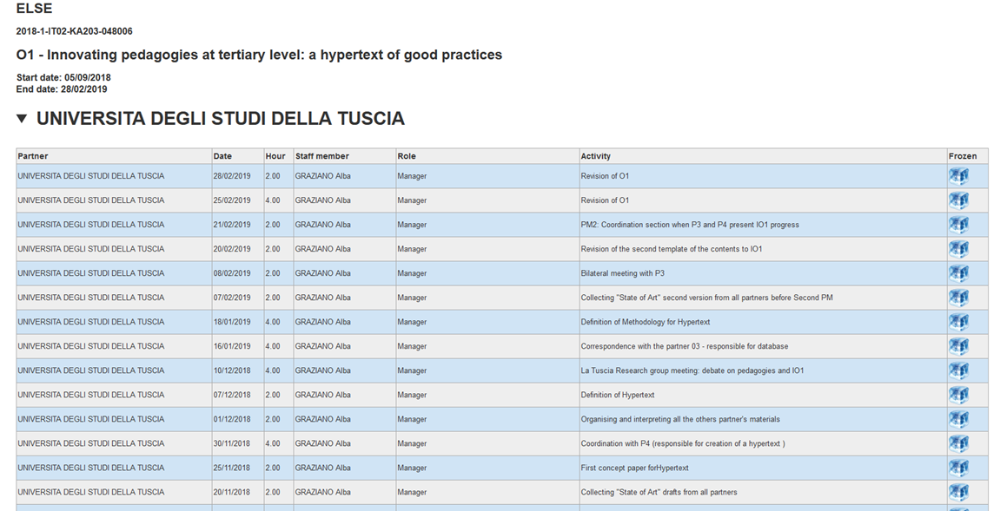 ELSE
2018-1-IT02-KA203-048006
O1 - Innovating pedagogies at tertiary level: a hypertext of good practices
Start date: 05/09/2018
End date: 28/02/2019
UNIVERSITA DEGLI STUDI DELLA TUSCIA
Partner Date Hour Staff member Role Activity Frozen
UNIVERSITA DEGLI STUDI DELLA TUSCIA 28/02/2019 2.00 GRAZIANO Alba Manager Revision of O1
UNIVERSITA DEGLI STUDI DELLA TUSCIA 25/02/2019 4.00 GRAZIANO Alba Manager Revision of O1
UNIVERSITA DEGLI STUDI DELLA TUSCIA 21/02/2019 2.00 GRAZIANO Alba Manager PM2: Coordination section when P3 and P4 present IO1 progress
UNIVERSITA DEGLI STUDI DELLA TUSCIA 20/02/2019 2.00 GRAZIANO Alba Manager Revision of the second template of the contents to IO1
UNIVERSITA DEGLI STUDI DELLA TUSCIA 08/02/2019 2.00 GRAZIANO Alba Manager Bilateral meeting with P3
UNIVERSITA DEGLI STUDI DELLA TUSCIA 07/02/2019 2.00 GRAZIANO Alba Manager Collecting "State of Art" second version from all partners before Second PM
UNIVERSITA DEGLI STUDI DELLA TUSCIA 18/01/2019 4.00 GRAZIANO Alba Manager Definition of Methodology for Hypertext
UNIVERSITA DEGLI STUDI DELLA TUSCIA 16/01/2019 4.00 GRAZIANO Alba Manager Correspondence with the partner 03 - responsible for database
UNIVERSITA DEGLI STUDI DELLA TUSCIA 10/12/2018 4.00 GRAZIANO Alba Manager La Tuscia Research group meeting: debate on pedagogies and IO1
UNIVERSITA DEGLI STUDI DELLA TUSCIA 07/12/2018 2.00 GRAZIANO Alba Manager Definition of Hypertext
UNIVERSITA DEGLI STUDI DELLA TUSCIA 01/12/2018 2.00 GRAZIANO Alba Manager Organising and interpreting all the others partner's materials
UNIVERSITA DEGLI STUDI DELLA TUSCIA 30/11/2018 4.00 GRAZIANO Alba Manager Coordination with P4 (responsible for creation of a hypertext )
UNIVERSITA DEGLI STUDI DELLA TUSCIA 25/11/2018 2.00 GRAZIANO Alba Manager First concept paper forHypertext
UNIVERSITA DEGLI STUDI DELLA TUSCIA 20/11/2018 2.00 GRAZIANO Alba Manager Collecting "State of Art" drafts from all partners